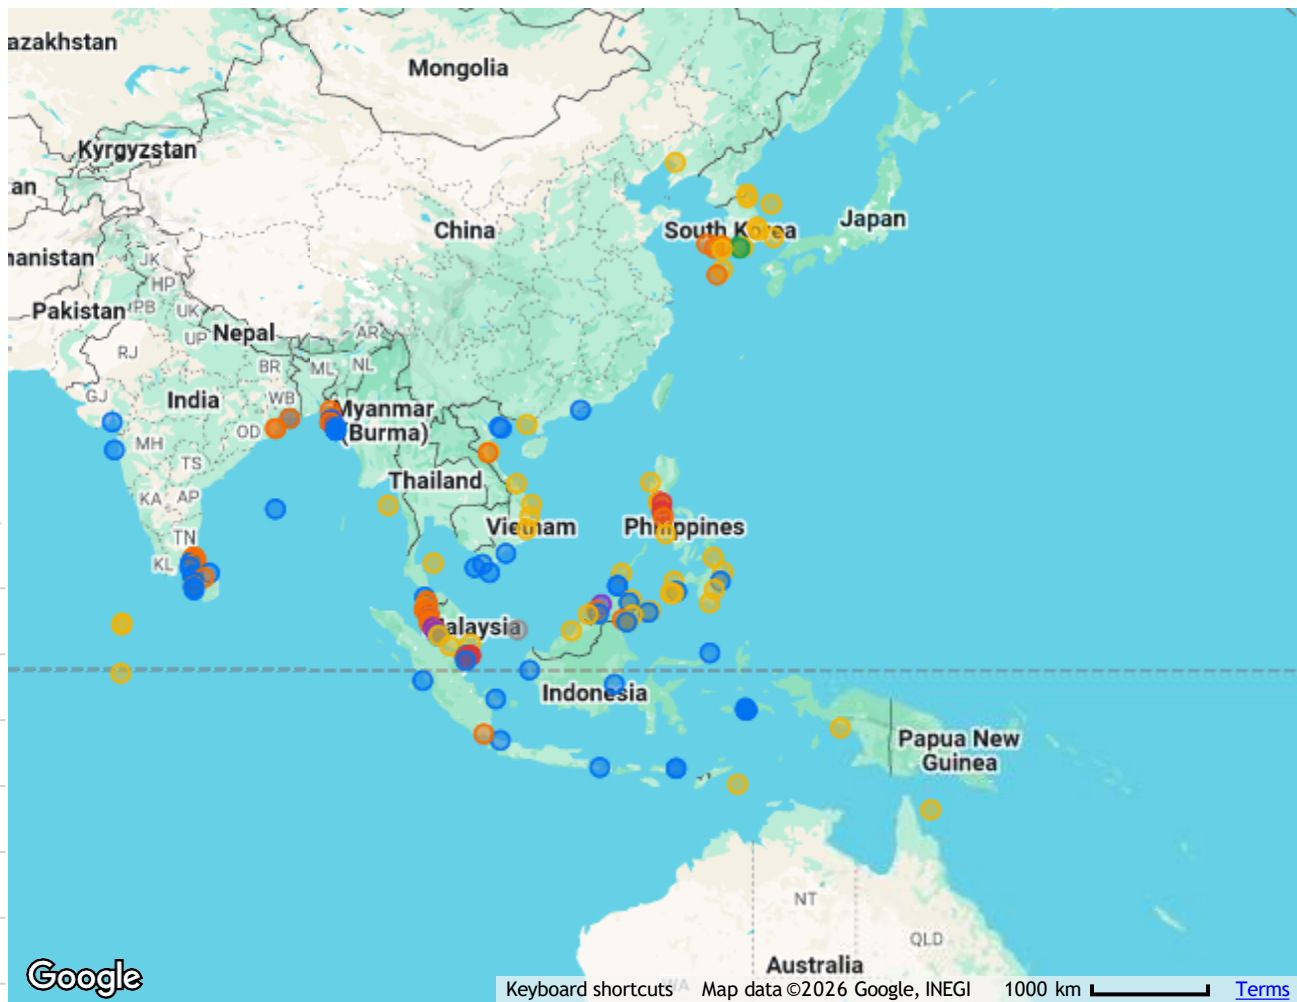 azakhstan
Mongolia
Kyrgyzstan
an
China
South Korea
Japan
hanistan
JK
HP
Pakistan
PB
UK
Nepal
UP
AR
RJ
BR
ML
NL
GJ
India
WB
Myanmar
(Burma)
OD
MH
TS
Thailand
KA
AP
Vietnam
Philippines
TN
KL
Malaysia
Indonesia
Papua New
Guinea
NT
QLD
Australia
WA
Google
Keyboard shortcuts
Map data ©2026 Google, INEGI
1000 km
Terms